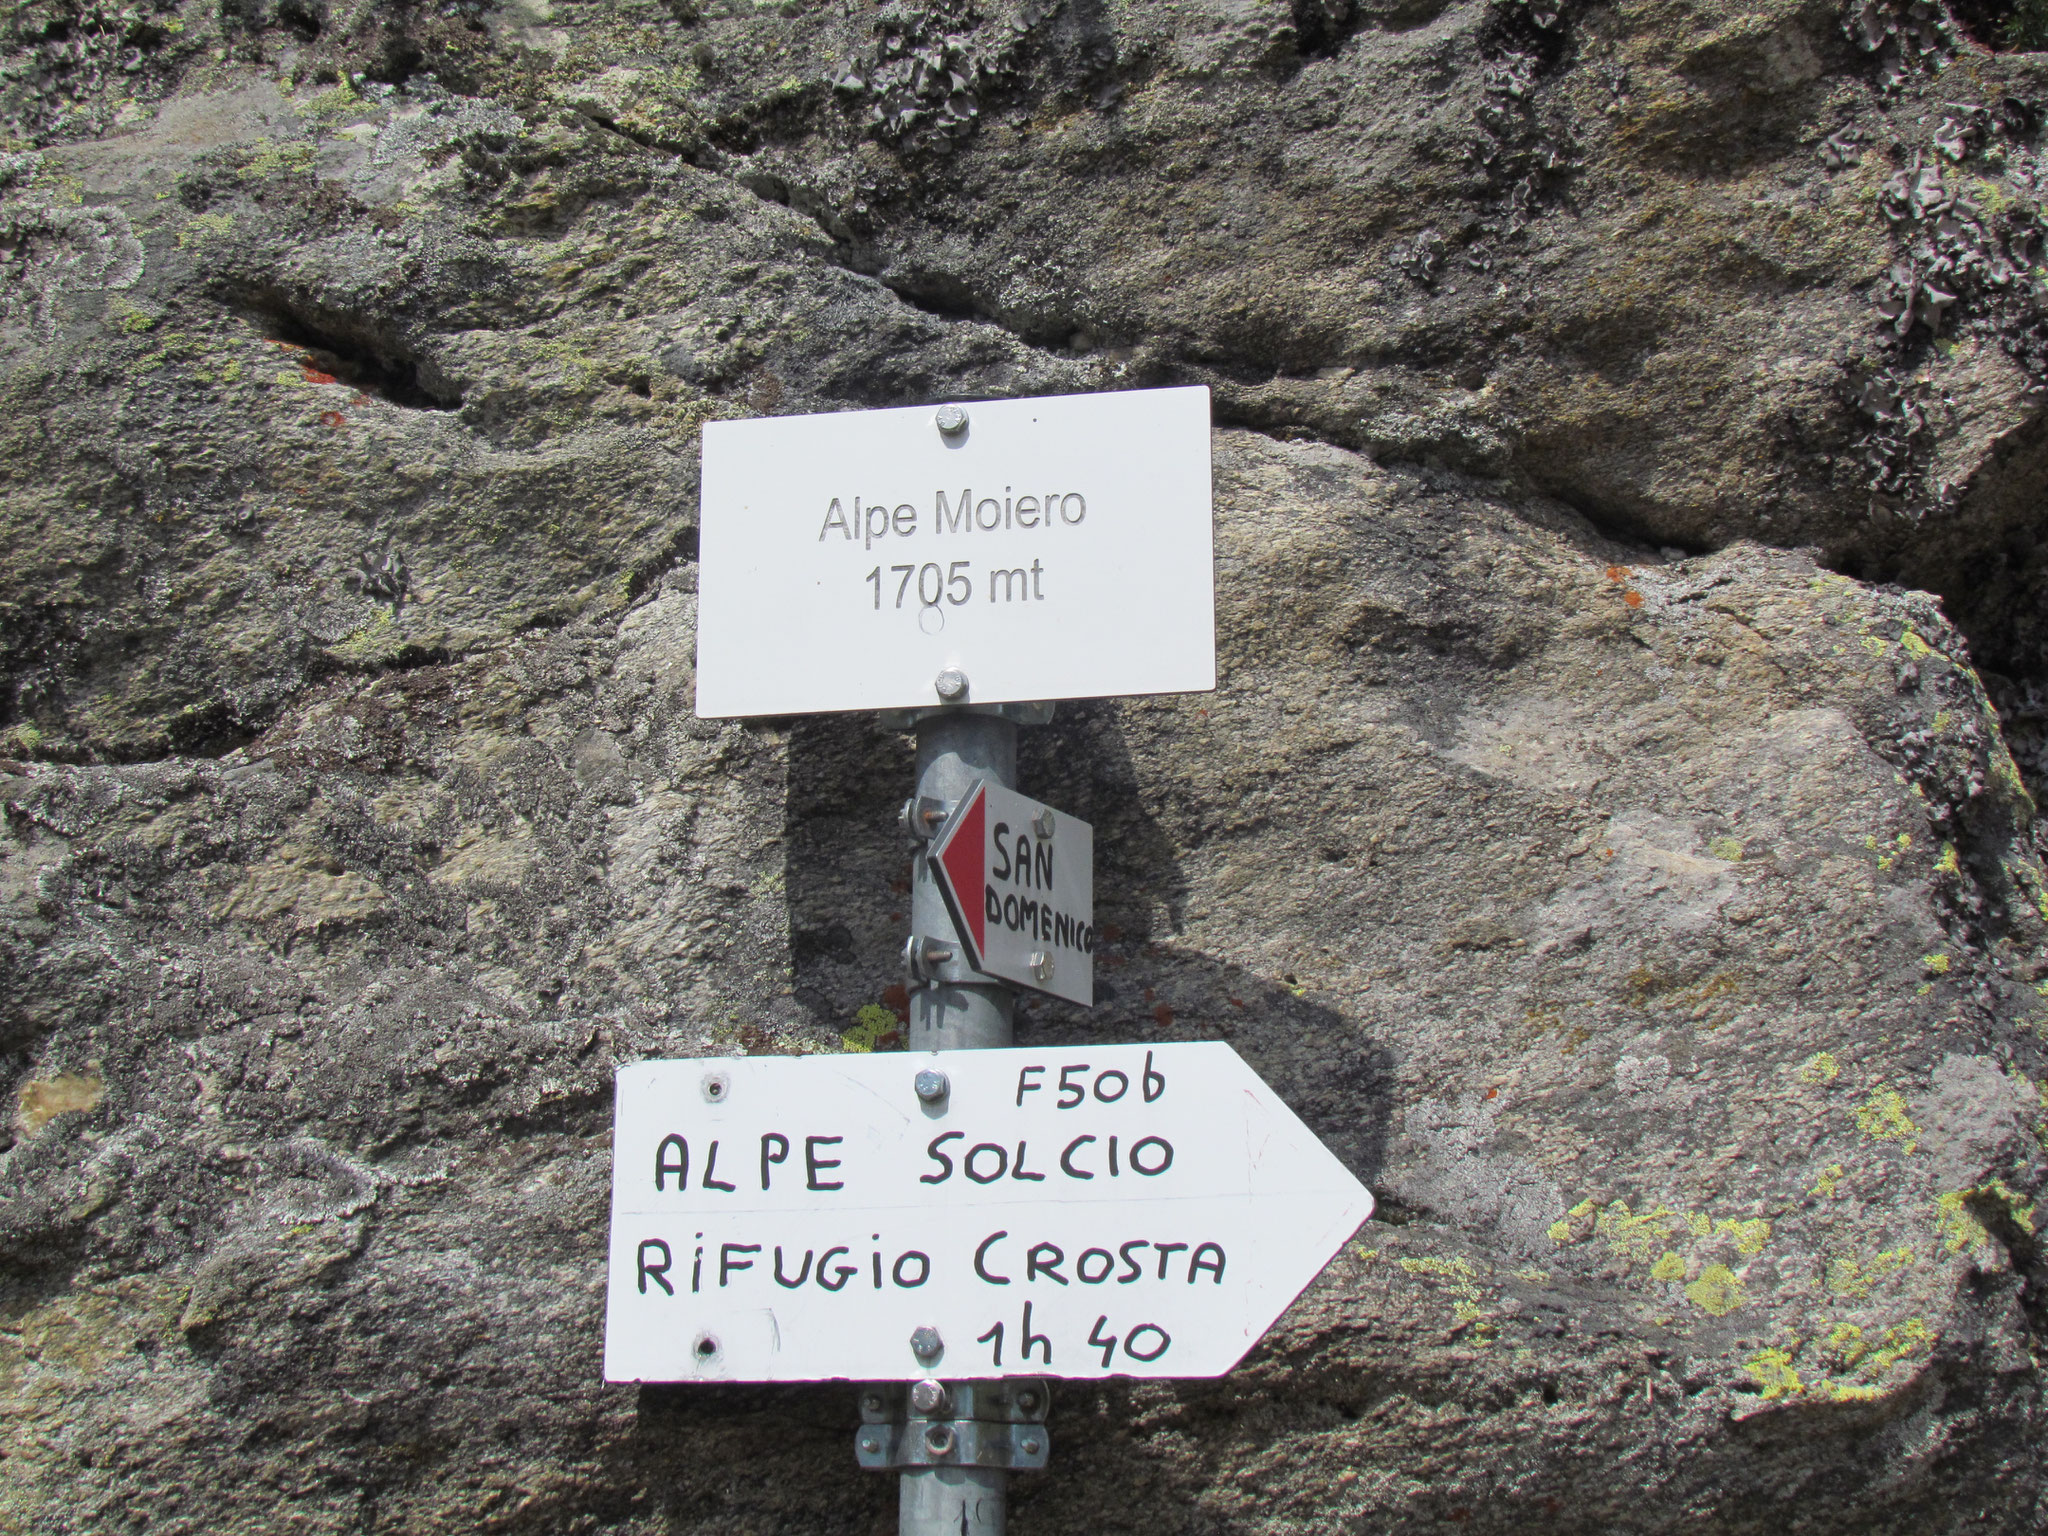 Alpe Moiero
1705 mt
SAN
DOMENICO
F50b
ALPE SOLCIO
RiFUGiO CROSTA
1h 40